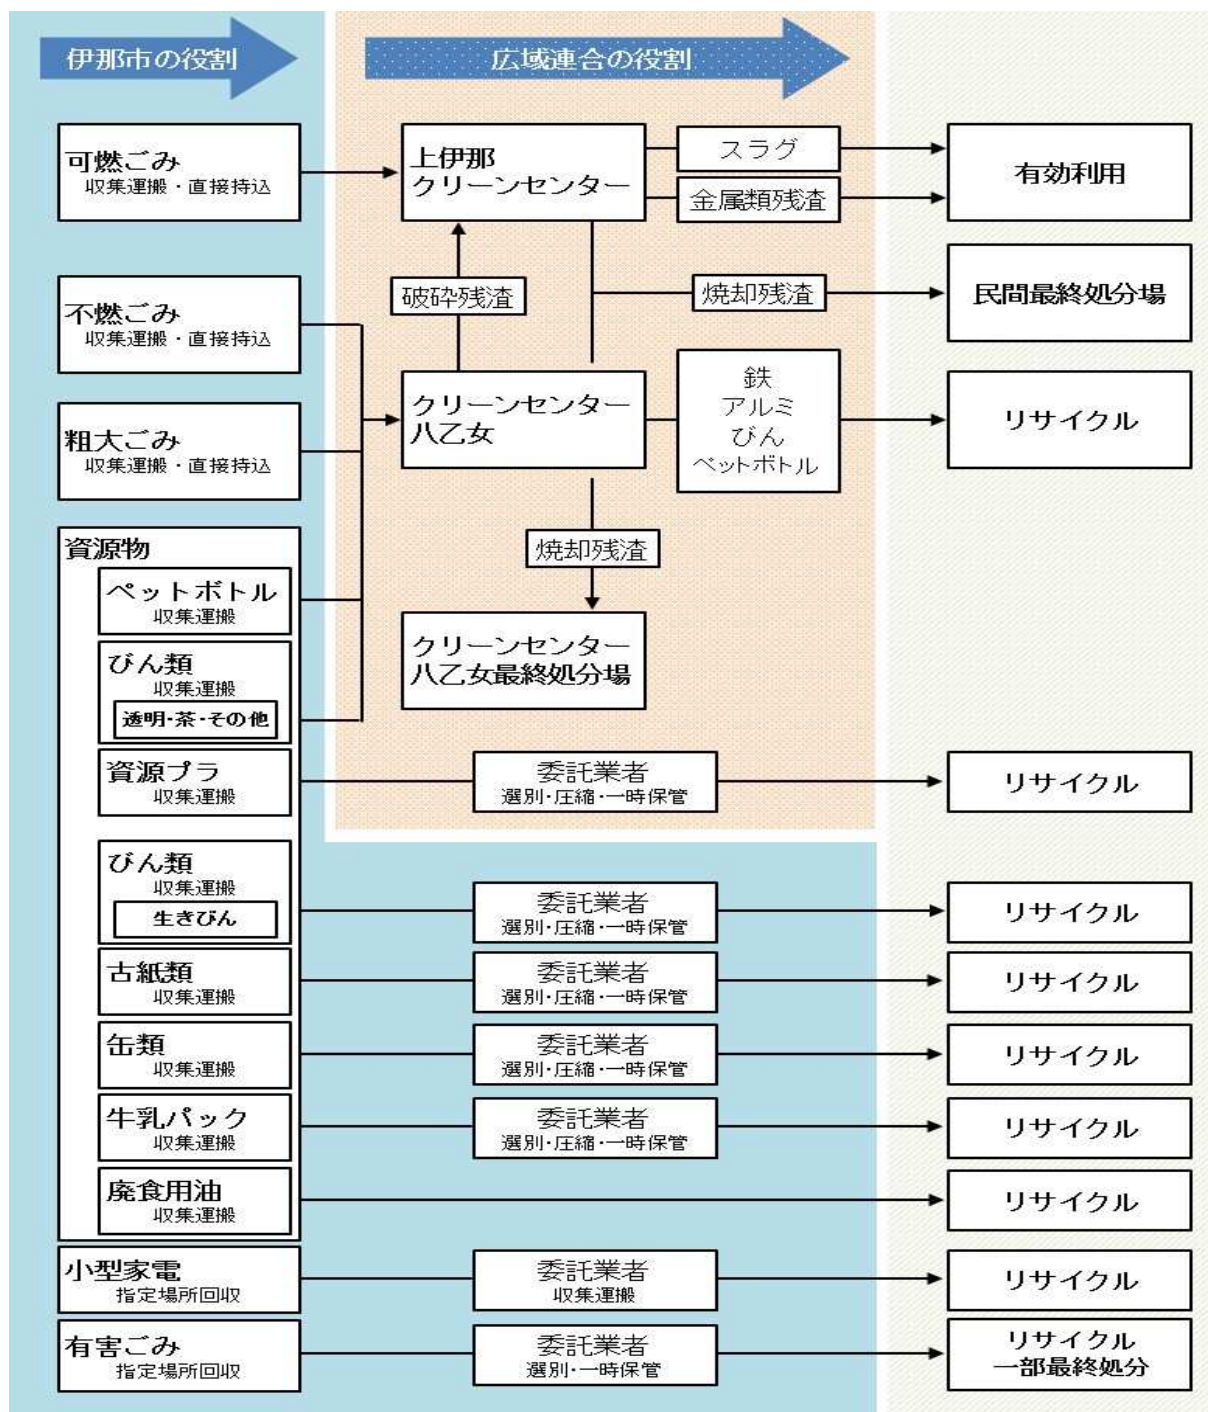 伊那市の役割
広域連合の役割
可燃ごみ
収集運搬・直接持込
上伊那
クリーンセンター
スラグ
金属類残渣
有効利用
不燃ごみ
収集運搬・直接持込
破砕残渣
焼却残渣
民間最終処分場
粗大ごみ
収集運搬・直接持込
クリーンセンター
八乙女
鉄
アルミ
びん
ペットボトル
リサイクル
資源物
ペットボトル
収集運搬
焼却残渣
クリーンセンター
八乙女最終処分場
びん類
収集運搬
透明・茶・その他
資源プラ
収集運搬
委託業者
選別・圧縮・一時保管
リサイクル
びん類
収集運搬
生きびん
委託業者
選別・圧縮・一時保管
リサイクル
古紙類
収集運搬
委託業者
選別・圧縮・一時保管
リサイクル
缶類
収集運搬
委託業者
選別・圧縮・一時保管
リサイクル
牛乳パック
収集運搬
委託業者
選別・圧縮・一時保管
リサイクル
廃食用油
収集運搬
リサイクル
小型家電
指定場所回収
委託業者
収集運搬
リサイクル
有害ごみ
指定場所回収
委託業者
選別・一時保管
リサイクル
一部最終処分